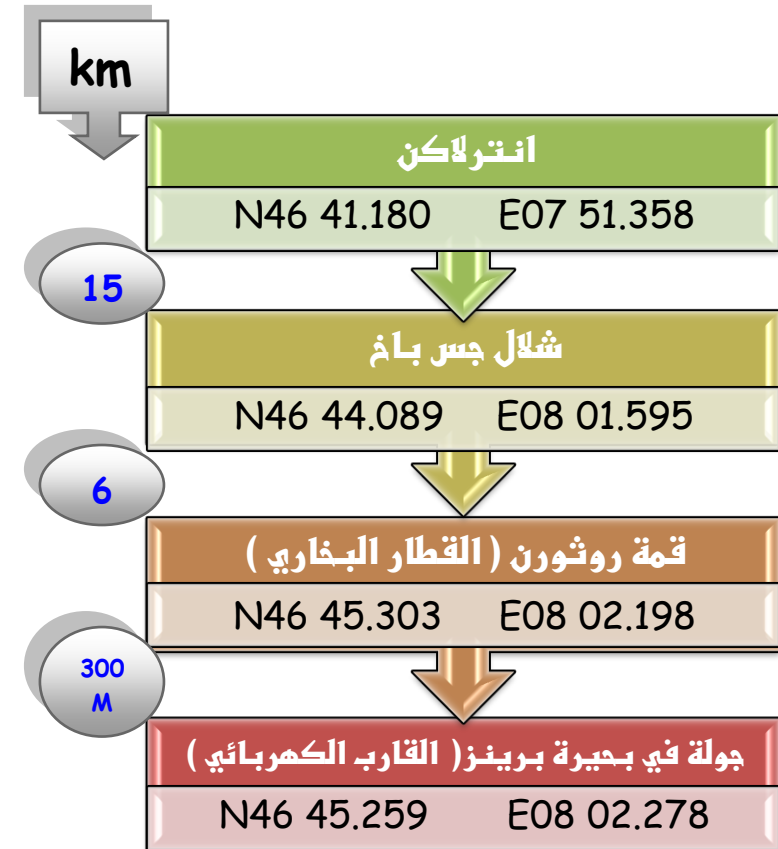 km
انترلاكن
N46 41.180 E07 51.358
15
شلال جس باخ
N46 44.089 E08 01.595
6
قمة روثورن ( القطار البخاري )
N46 45.303 E08 02.198
300
M
جولة في بحيرة برينز( القارب الكهربائي )
N46 45.259 E08 02.278